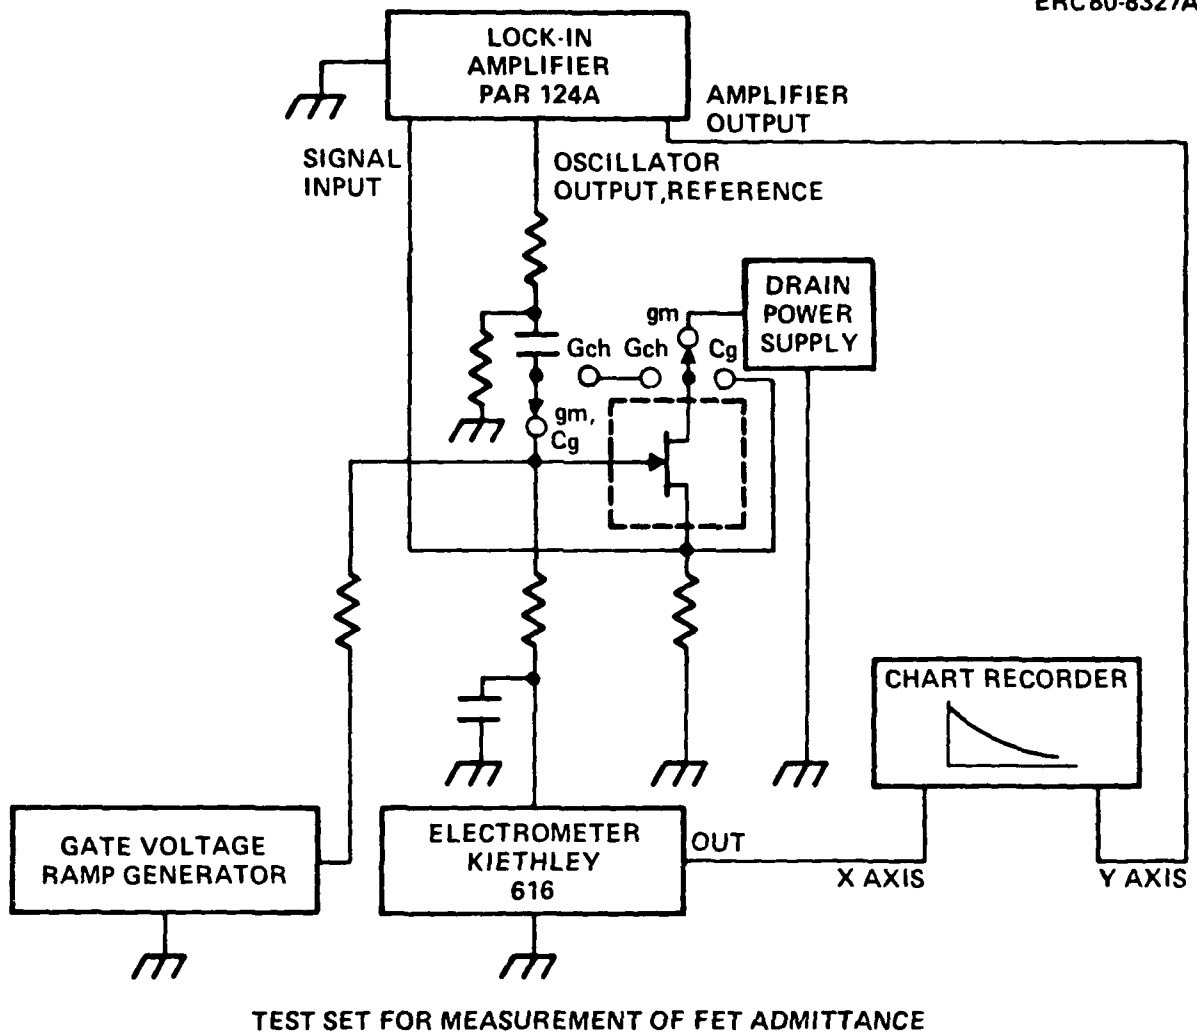 ERC80-8327A
LOCK-IN
AMPLIFIER
PAR 124A
AMPLIFIER
OUTPUT
SIGNAL
INPUT
OSCILLATOR
OUTPUT,REFERENCE
DRAIN
POWER
SUPPLY
gm
Gch Gch Cg
gm,
Cg
CHART RECORDER
GATE VOLTAGE
RAMP GENERATOR
ELECTROMETER
KIETHLEY
616
OUT
X AXIS
Y AXIS
TEST SET FOR MEASUREMENT OF FET ADMITTANCE